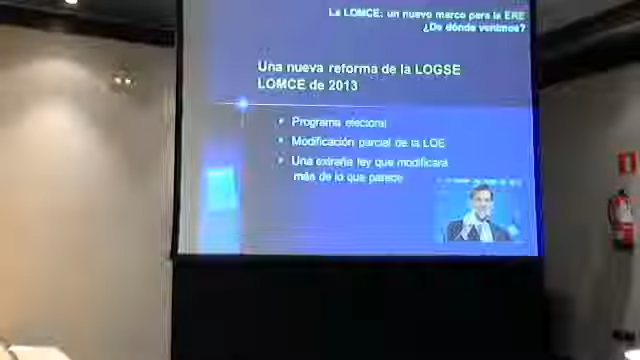 La LOMCE: un nuevo marco para la ERE
¿De dónde venimos?
Una nueva reforma de la LOGSE
LOMCE de 2013
Programa electoral
Modificación parcial de la LOE
Una extraña ley que modificará
más de lo que parece